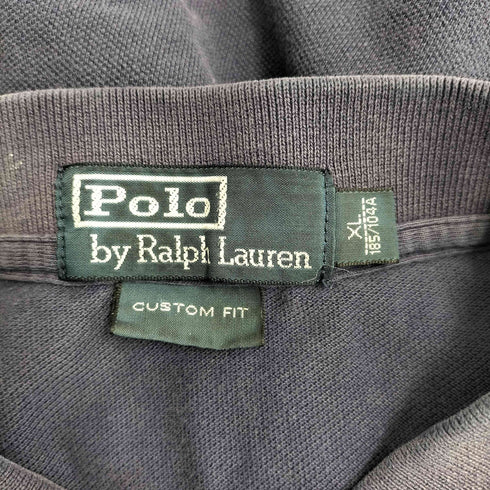 Polo
by Ralph Lauren
XL
185/104A
CUSTOM FIT